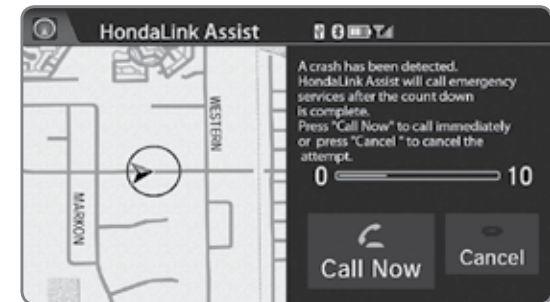 HondaLink Assist
A crash has been detected.
HondaLink Assist will call emergency
services after the count down
is complete.
Press "Call Now" to call immediately
or press "Cancel " to cancel the
attempt.
0 10
Call Now
Cancel
WESTERN
MARKON